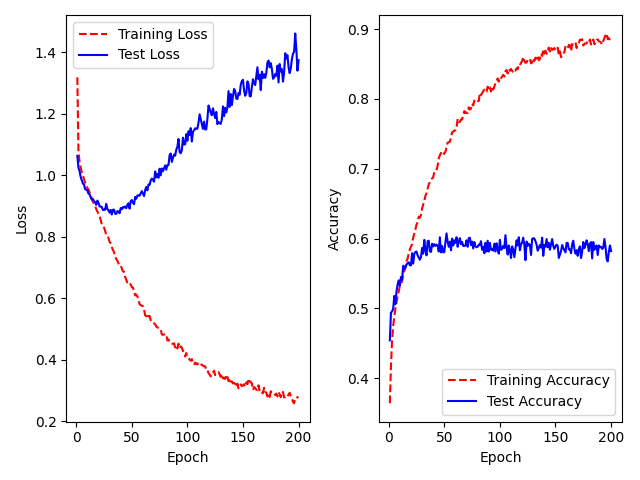 Training Loss
Test Loss
1.4
1.2
1.0
0.8
0.6
0.4
0.2
Loss
0 50 100 150 200
Epoch
0.9
0.8
0.7
0.6
0.5
0.4
Accuracy
Training Accuracy
Test Accuracy
0 50 100 150 200
Epoch